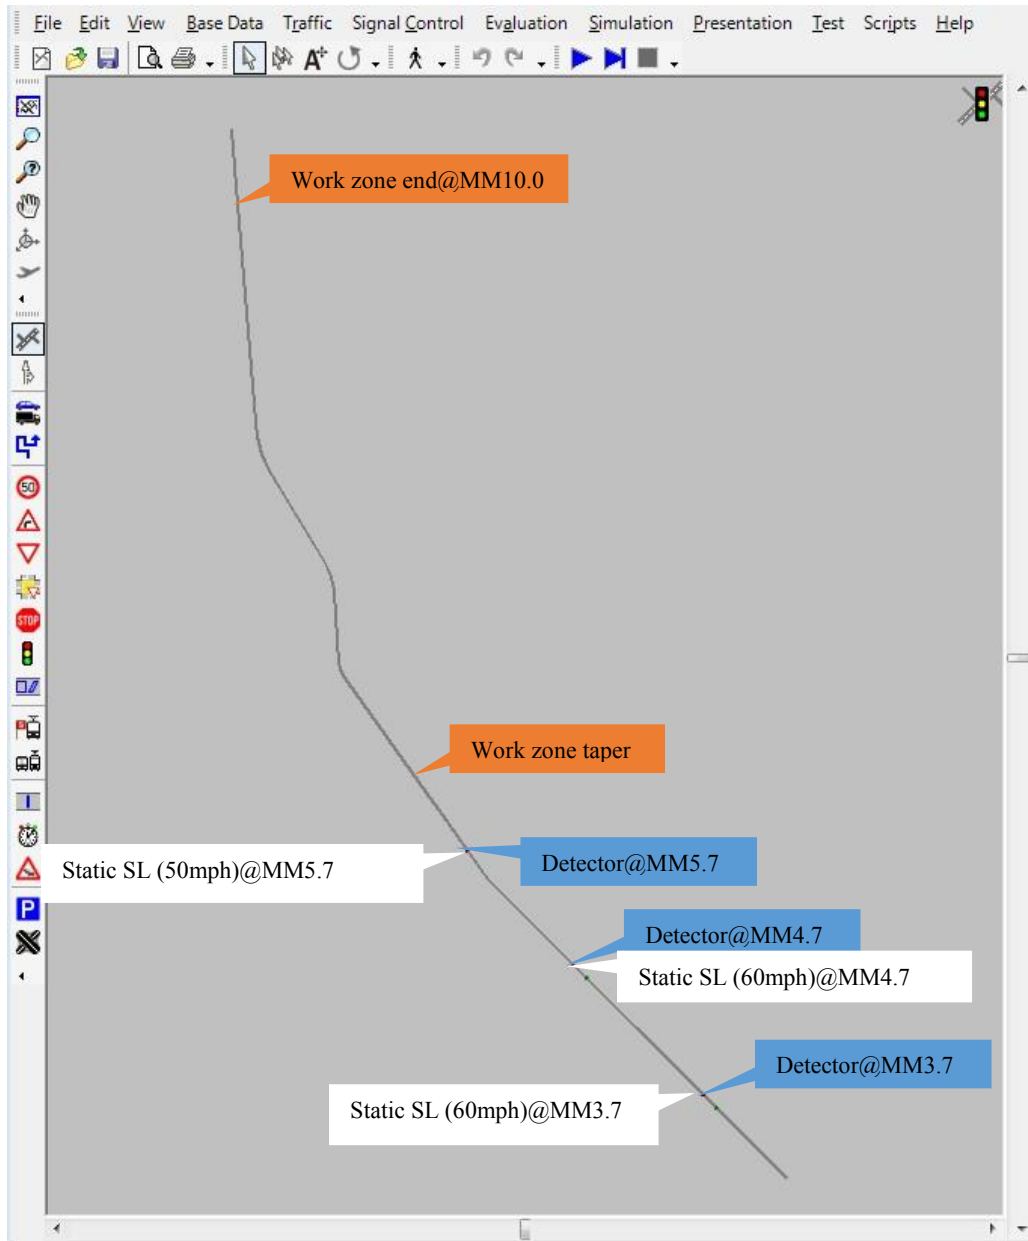 File Edit View Base Data Traffic Signal Control Evaluation Simulation Presentation Test Scripts Help
Work zone end@MM10.0
50
STOP
Work zone taper
Detector@MM5.7
Static SL (50mph)@MM5.7
P
Detector@MM4.7
Static SL (60mph)@MM4.7
Detector@MM3.7
Static SL (60mph)@MM3.7